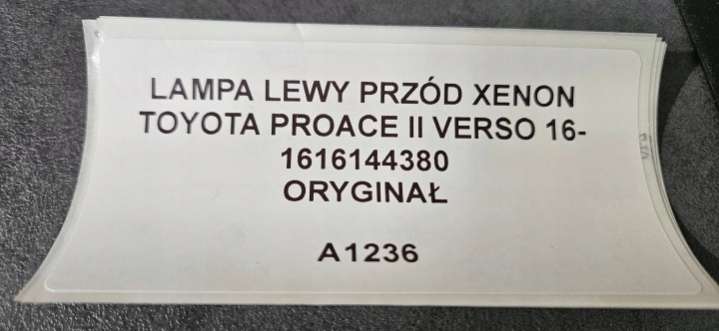 LAMPA LEWY PRZÓD XENON
TOYOTA PROACE II VERSO 16-
1616144380
ORYGINAŁ
A1236